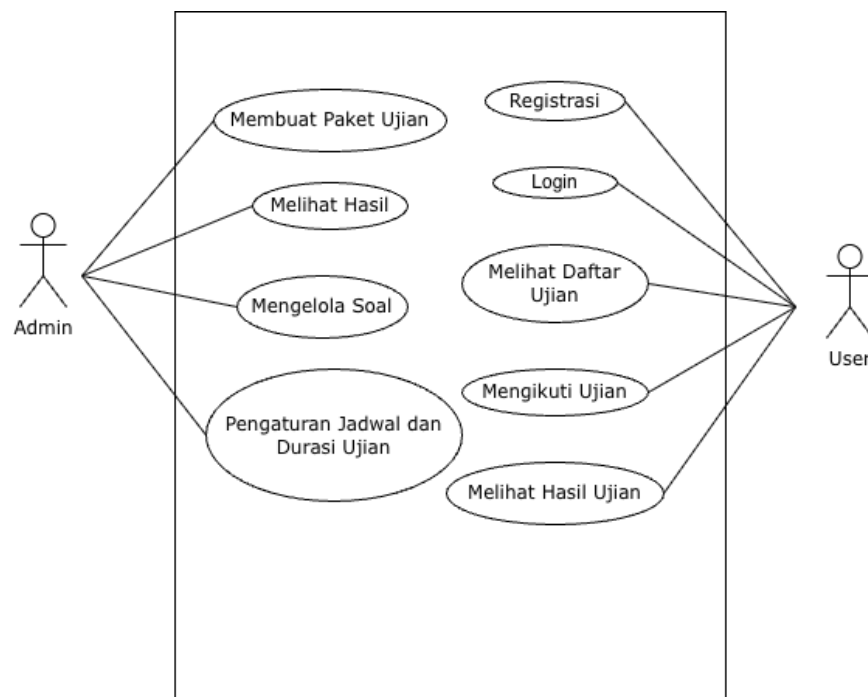 Membuat Paket Ujian
Melihat Hasil
Mengelola Soal
Pengaturan Jadwal dan
Durasi Ujian
Registrasi
Login
Melihat Daftar
Ujian
Mengikuti Ujian
Melihat Hasil Ujian
Admin
User